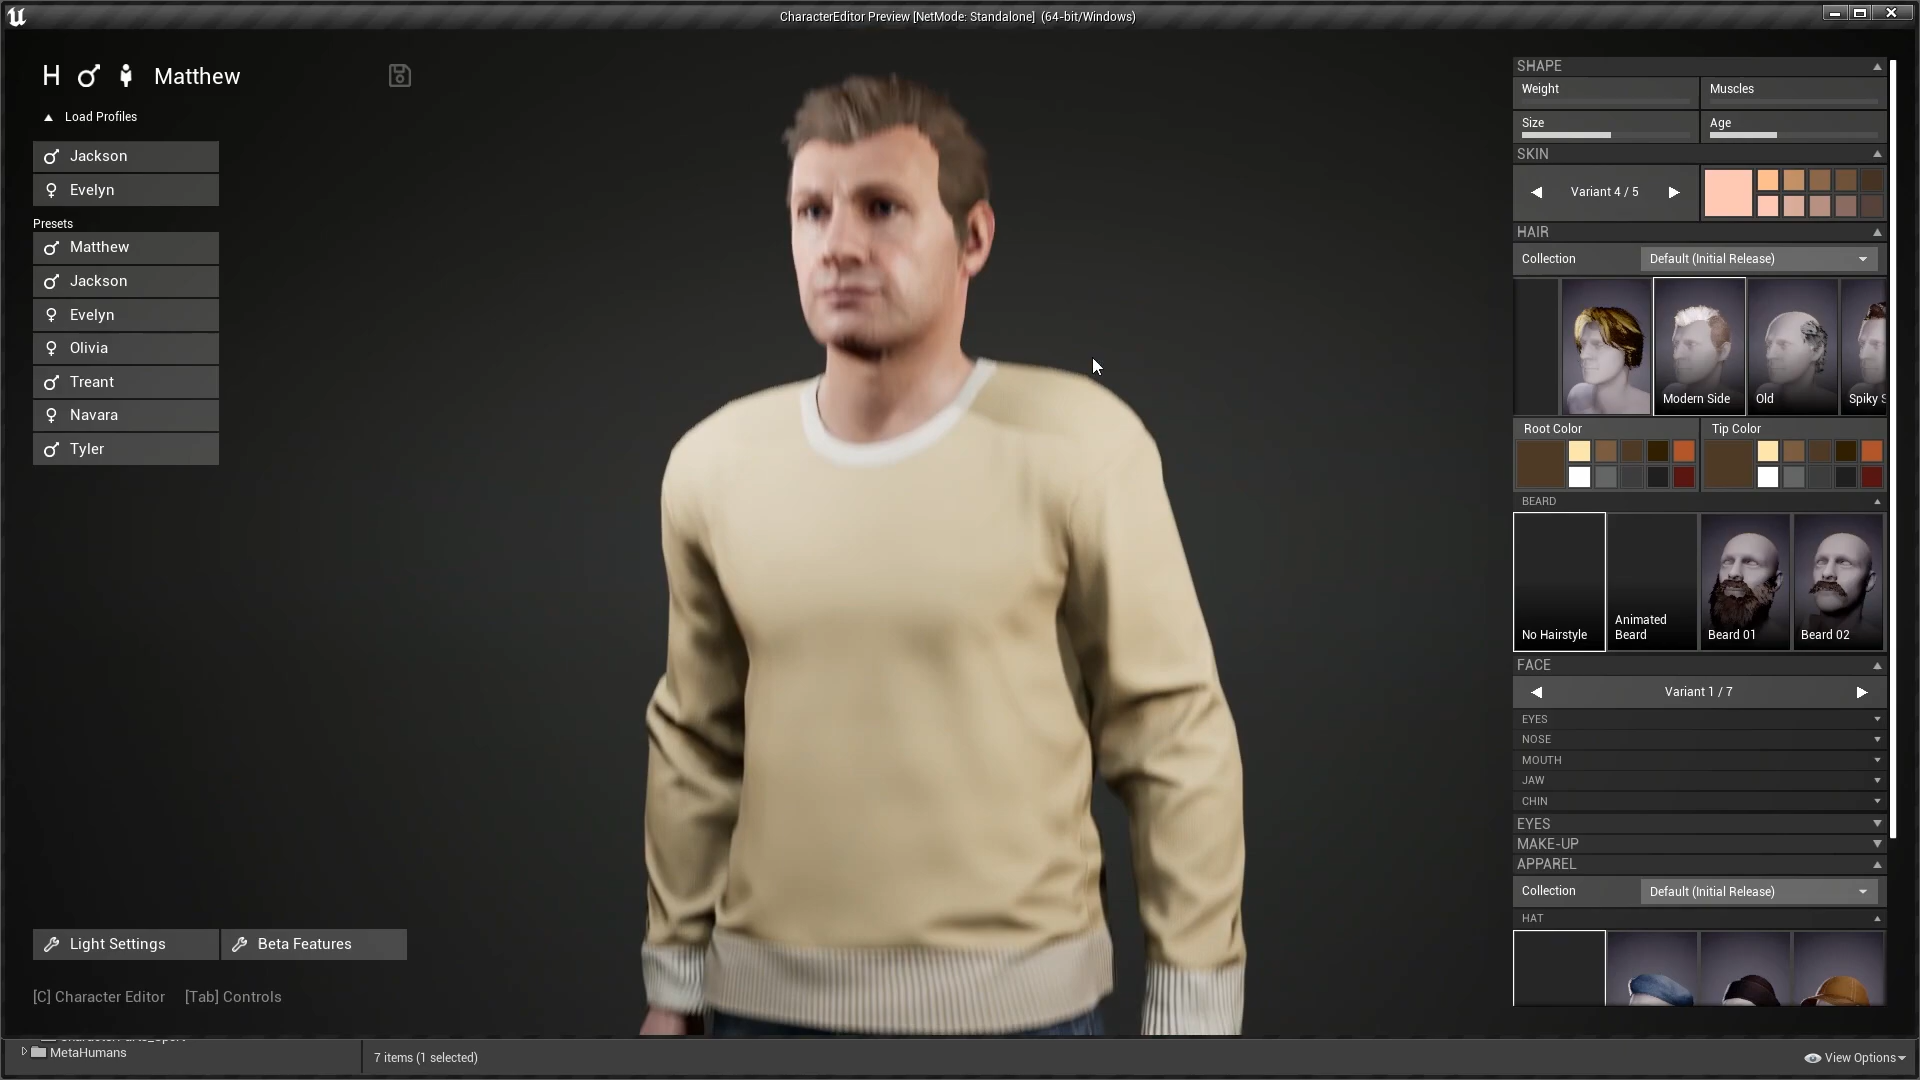 CharacterEditor Preview [NetMode: Standalone] (64-bit/Windows)
H Matthew
Load Profiles
Jackson
Evelyn
Presets
Matthew
Jackson
Evelyn
Olivia
Treant
Navara
Tyler
Light Settings
Beta Features
[C] Character Editor [Tab] Controls
SHAPE
Weight
Muscles
Size
Age
SKIN
Variant 4 / 5
HAIR
Collection
Default (Initial Release)
Modern Side
Old
Spiky
Root Color
Tip Color
BEARD
No Hairstyle
Animated
Beard
Beard 01
Beard 02
FACE
Variant 1 / 7
EYES
NOSE
MOUTH
JAW
CHIN
EYES
MAKE-UP
APPAREL
Collection
Default (Initial Release)
HAT
MetaHumans
7 items (1 selected)
View Options